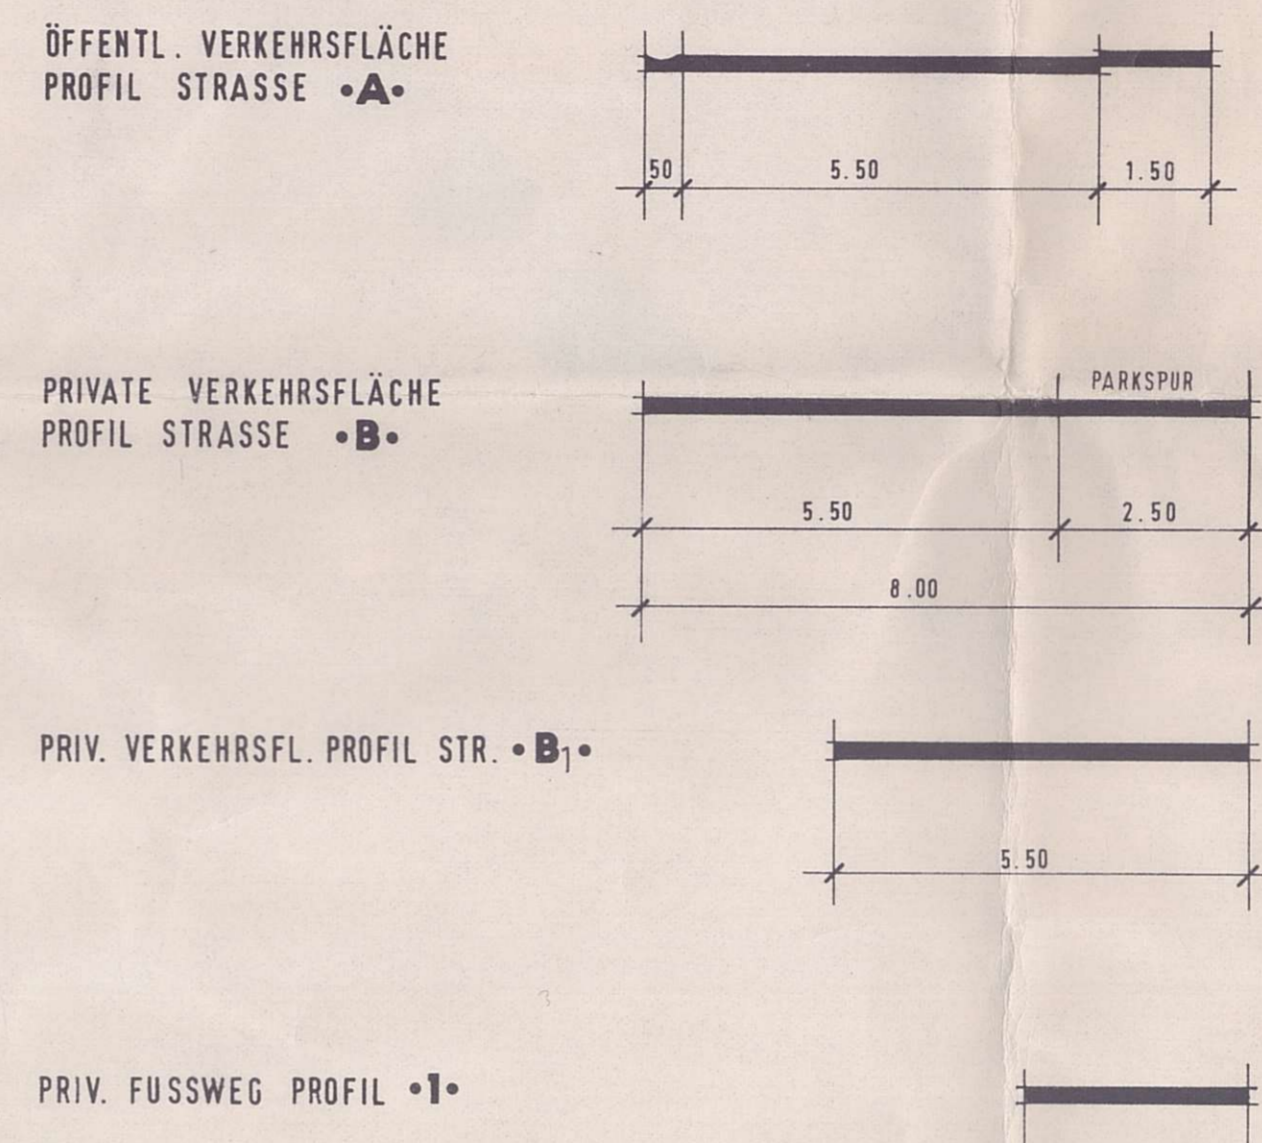 ÖFFENTL. VERKEHRSFLÄCHE
PROFIL STRASSE •A•
50 5.50 1.50
PRIVATE VERKEHRSFLÄCHE
PROFIL STRASSE •B•
PARKSPUR
5.50 2.50
8.00
PRIV. VERKEHRSFL. PROFIL STR. •B₁•
5.50
PRIV. FUSSWEG PROFIL •1•